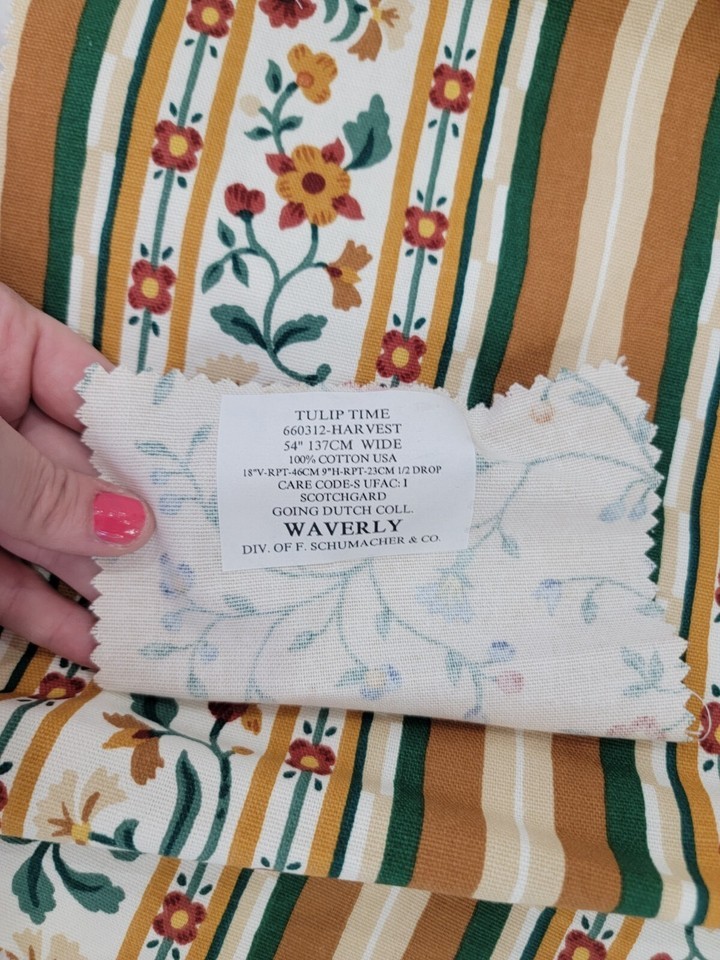 TULIP TIME
660312-HARVEST
54" 137CM WIDE
100% COTTON USA
18"V-RPT-46CM 9"H-RPT-23CM 1/2 DROP
CARE CODE-S UFAC: I
SCOTCHGARD
GOING DUTCH COLL.
WAVERLY
DIV. OF F. SCHUMACHER & CO.